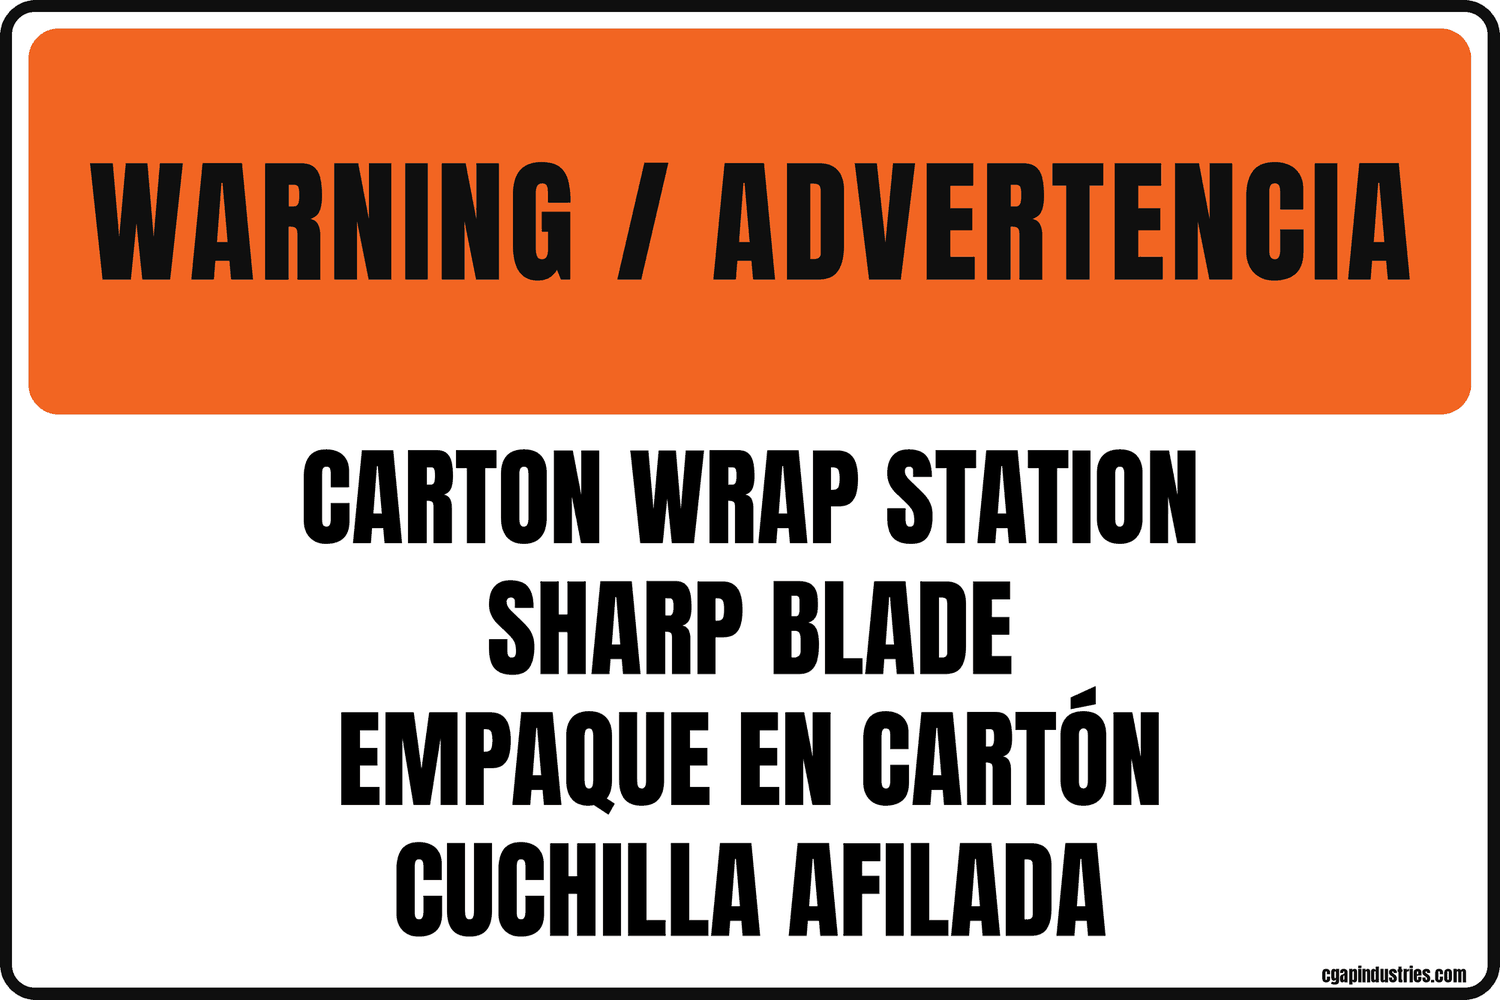 WARNING / ADVERTENCIA
CARTON WRAP STATION
SHARP BLADE
EMPAQUE EN CARTÓN
CUCHILLA AFILADA
cgapindustries.com